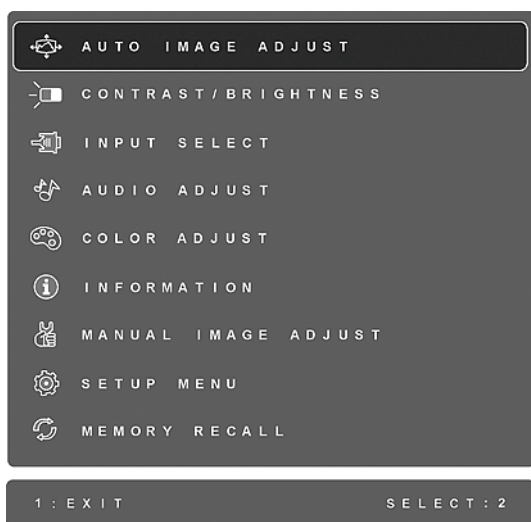 AUTO IMAGE ADJUST
CONTRAST/BRIGHTNESS
INPUT SELECT
AUDIO ADJUST
COLOR ADJUST
INFORMATION
MANUAL IMAGE ADJUST
SETUP MENU
MEMORY RECALL
1:EXIT SELECT:2